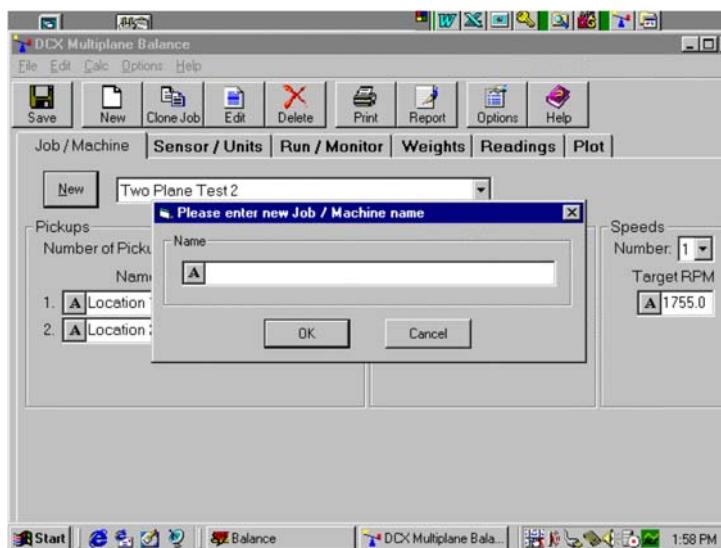 DCX Multiplane Balance
File Edit Calc Options Help
Save New Clone Job Edit Delete Print Report Options Help
Job / Machine Sensor / Units Run / Monitor Weights Readings Plot
New Two Plane Test 2
Please enter new Job / Machine name
Pickups Name Speeds
Number of Picku Number: 1
A
Nam Target RPM
1. A Location A 1755.0
2. A Location
OK Cancel
Start Balance DCX Multiplane Bala... 1:58 PM